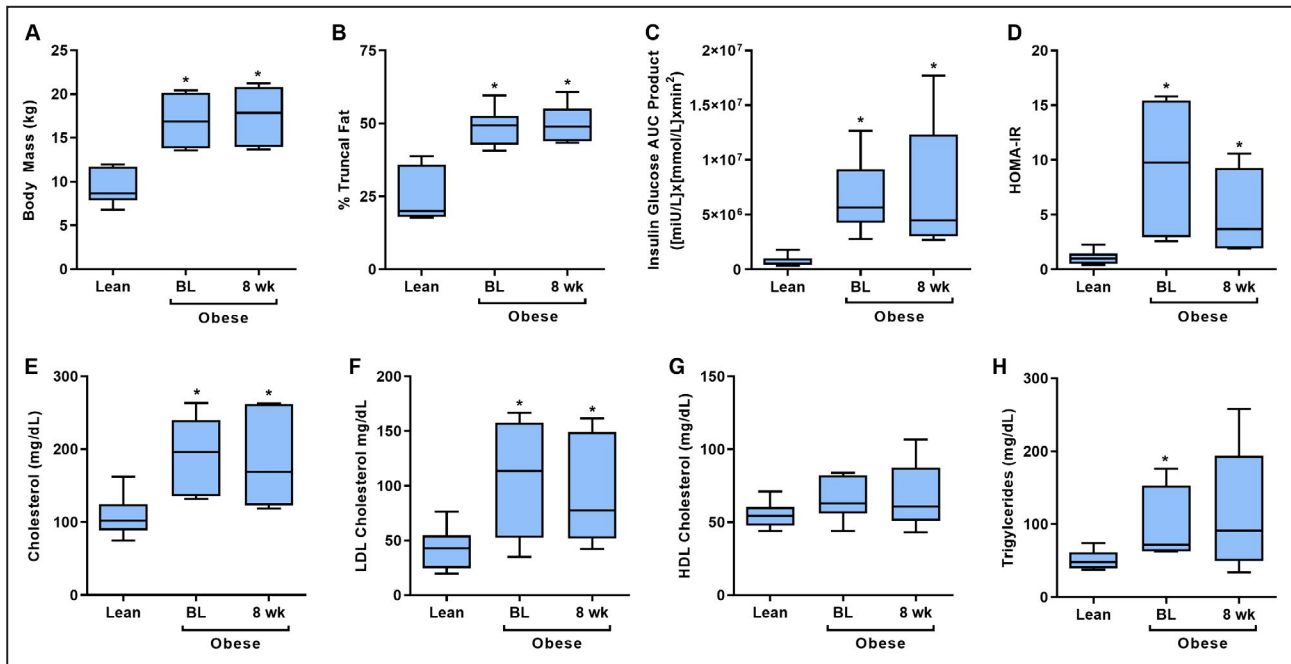 A
Body Mass (kg)
25
20
15
10
5
0
*
*
Lean
BL
8 wk
Obese
B
% Truncal Fat
75
50
25
0
*
*
Lean
BL
8 wk
Obese
C
Insulin Glucose AUC Product
([miU/L]x[mmol/L]xmin²)
2×10⁷
1.5×10⁷
1×10⁷
5×10⁶
0
*
*
Lean
BL
8 wk
Obese
D
HOMA-IR
20
15
10
5
0
*
*
Lean
BL
8 wk
Obese
E
Cholesterol (mg/dL)
300
200
100
0
*
*
Lean
BL
8 wk
Obese
F
LDL Cholesterol mg/dL
200
150
100
50
0
*
*
Lean
BL
8 wk
Obese
G
HDL Cholesterol (mg/dL)
150
100
50
0
Lean
BL
8 wk
Obese
H
Trigylcerides (mg/dL)
300
200
100
0
*
Lean
BL
8 wk
Obese